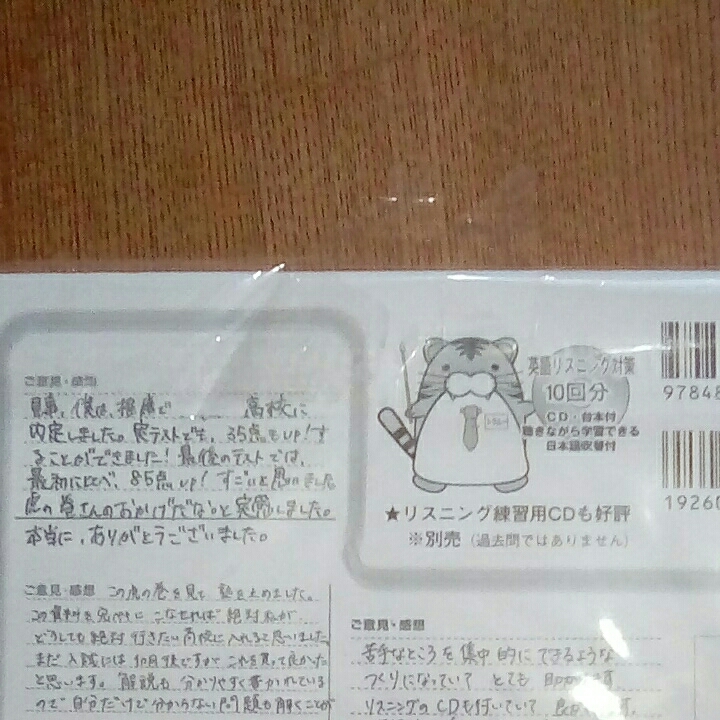 ご意見・感想
見事、僕は、推薦で 高校に
内定しました。実テストでも、35点もup!す
ることができました!最後のテストでは、
最初にくらべ、85点up!すごいと思いました
虎の巻さんのおかげだな。と実感しました。
本当に、ありがとうございました。
ご意見・感想 この虎の巻を見て 塾を止めました。
この資料を完ぺきに こなせれば 絶対私が
どうしても絶対 行きたい高校に入れると思いました
まだ 入試には 10月後ですが これを買って良かった
と思います。解説も 分かりやすく書かれている
ので 自分だけで分からない問題も解くことが
英語リスニング対策
10回分
CD・台本付
聴きながら学習できる
日本語吹替付
★リスニング練習用CDも好評
※別売(過去問ではありません)
97848
19260
ご意見・感想
苦手なところを集中的にできるような
つくりになっていて とても
リスニングのCDも付いていて